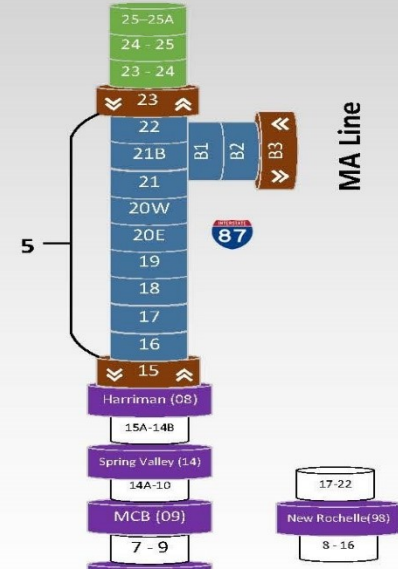 25–25A
24 - 25
23 - 24
23
22
21B
21
20W
20E
19
18
17
16
15
B1
B2
B3
MA Line
INTERSTATE
87
5
Harriman (08)
15A-14B
Spring Valley (14)
14A-10
MCB (09)
7 - 9
17-22
New Rochelle(98)
8 - 16